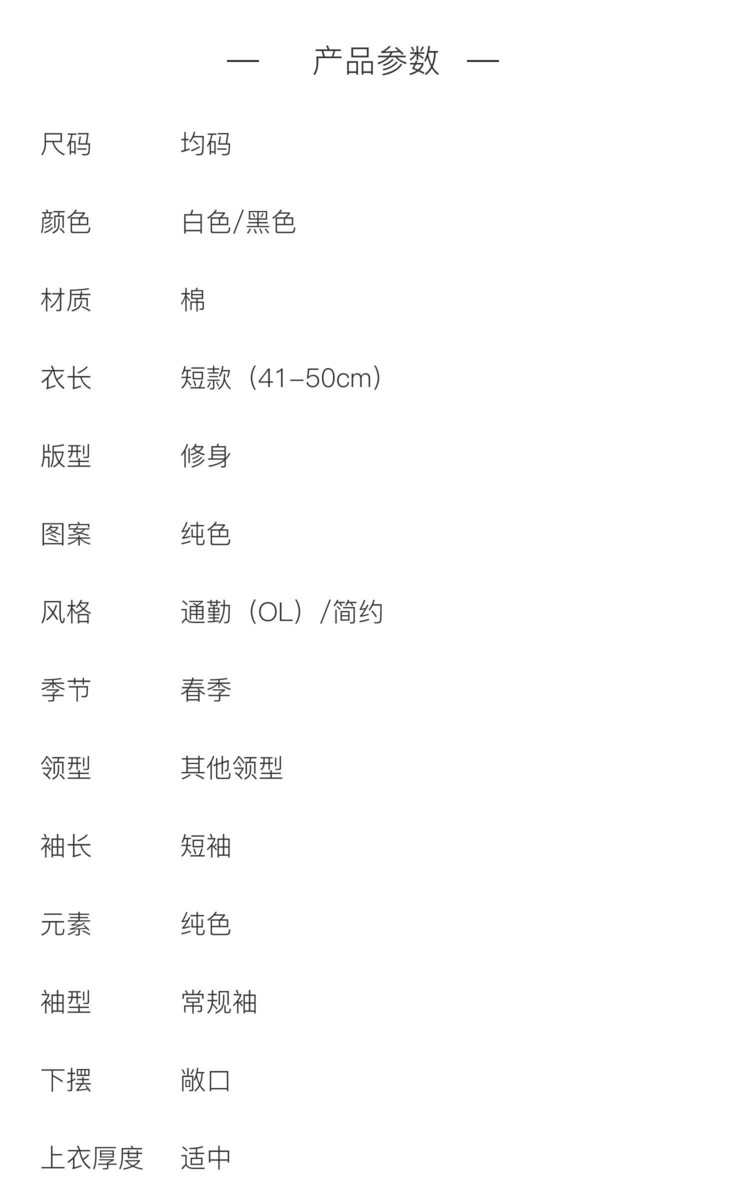 — 产品参数 —
尺码 均码
颜色 白色/黑色
材质 棉
衣长 短款（41-50cm）
版型 修身
图案 纯色
风格 通勤（OL）/简约
季节 春季
领型 其他领型
袖长 短袖
元素 纯色
袖型 常规袖
下摆 敞口
上衣厚度 适中